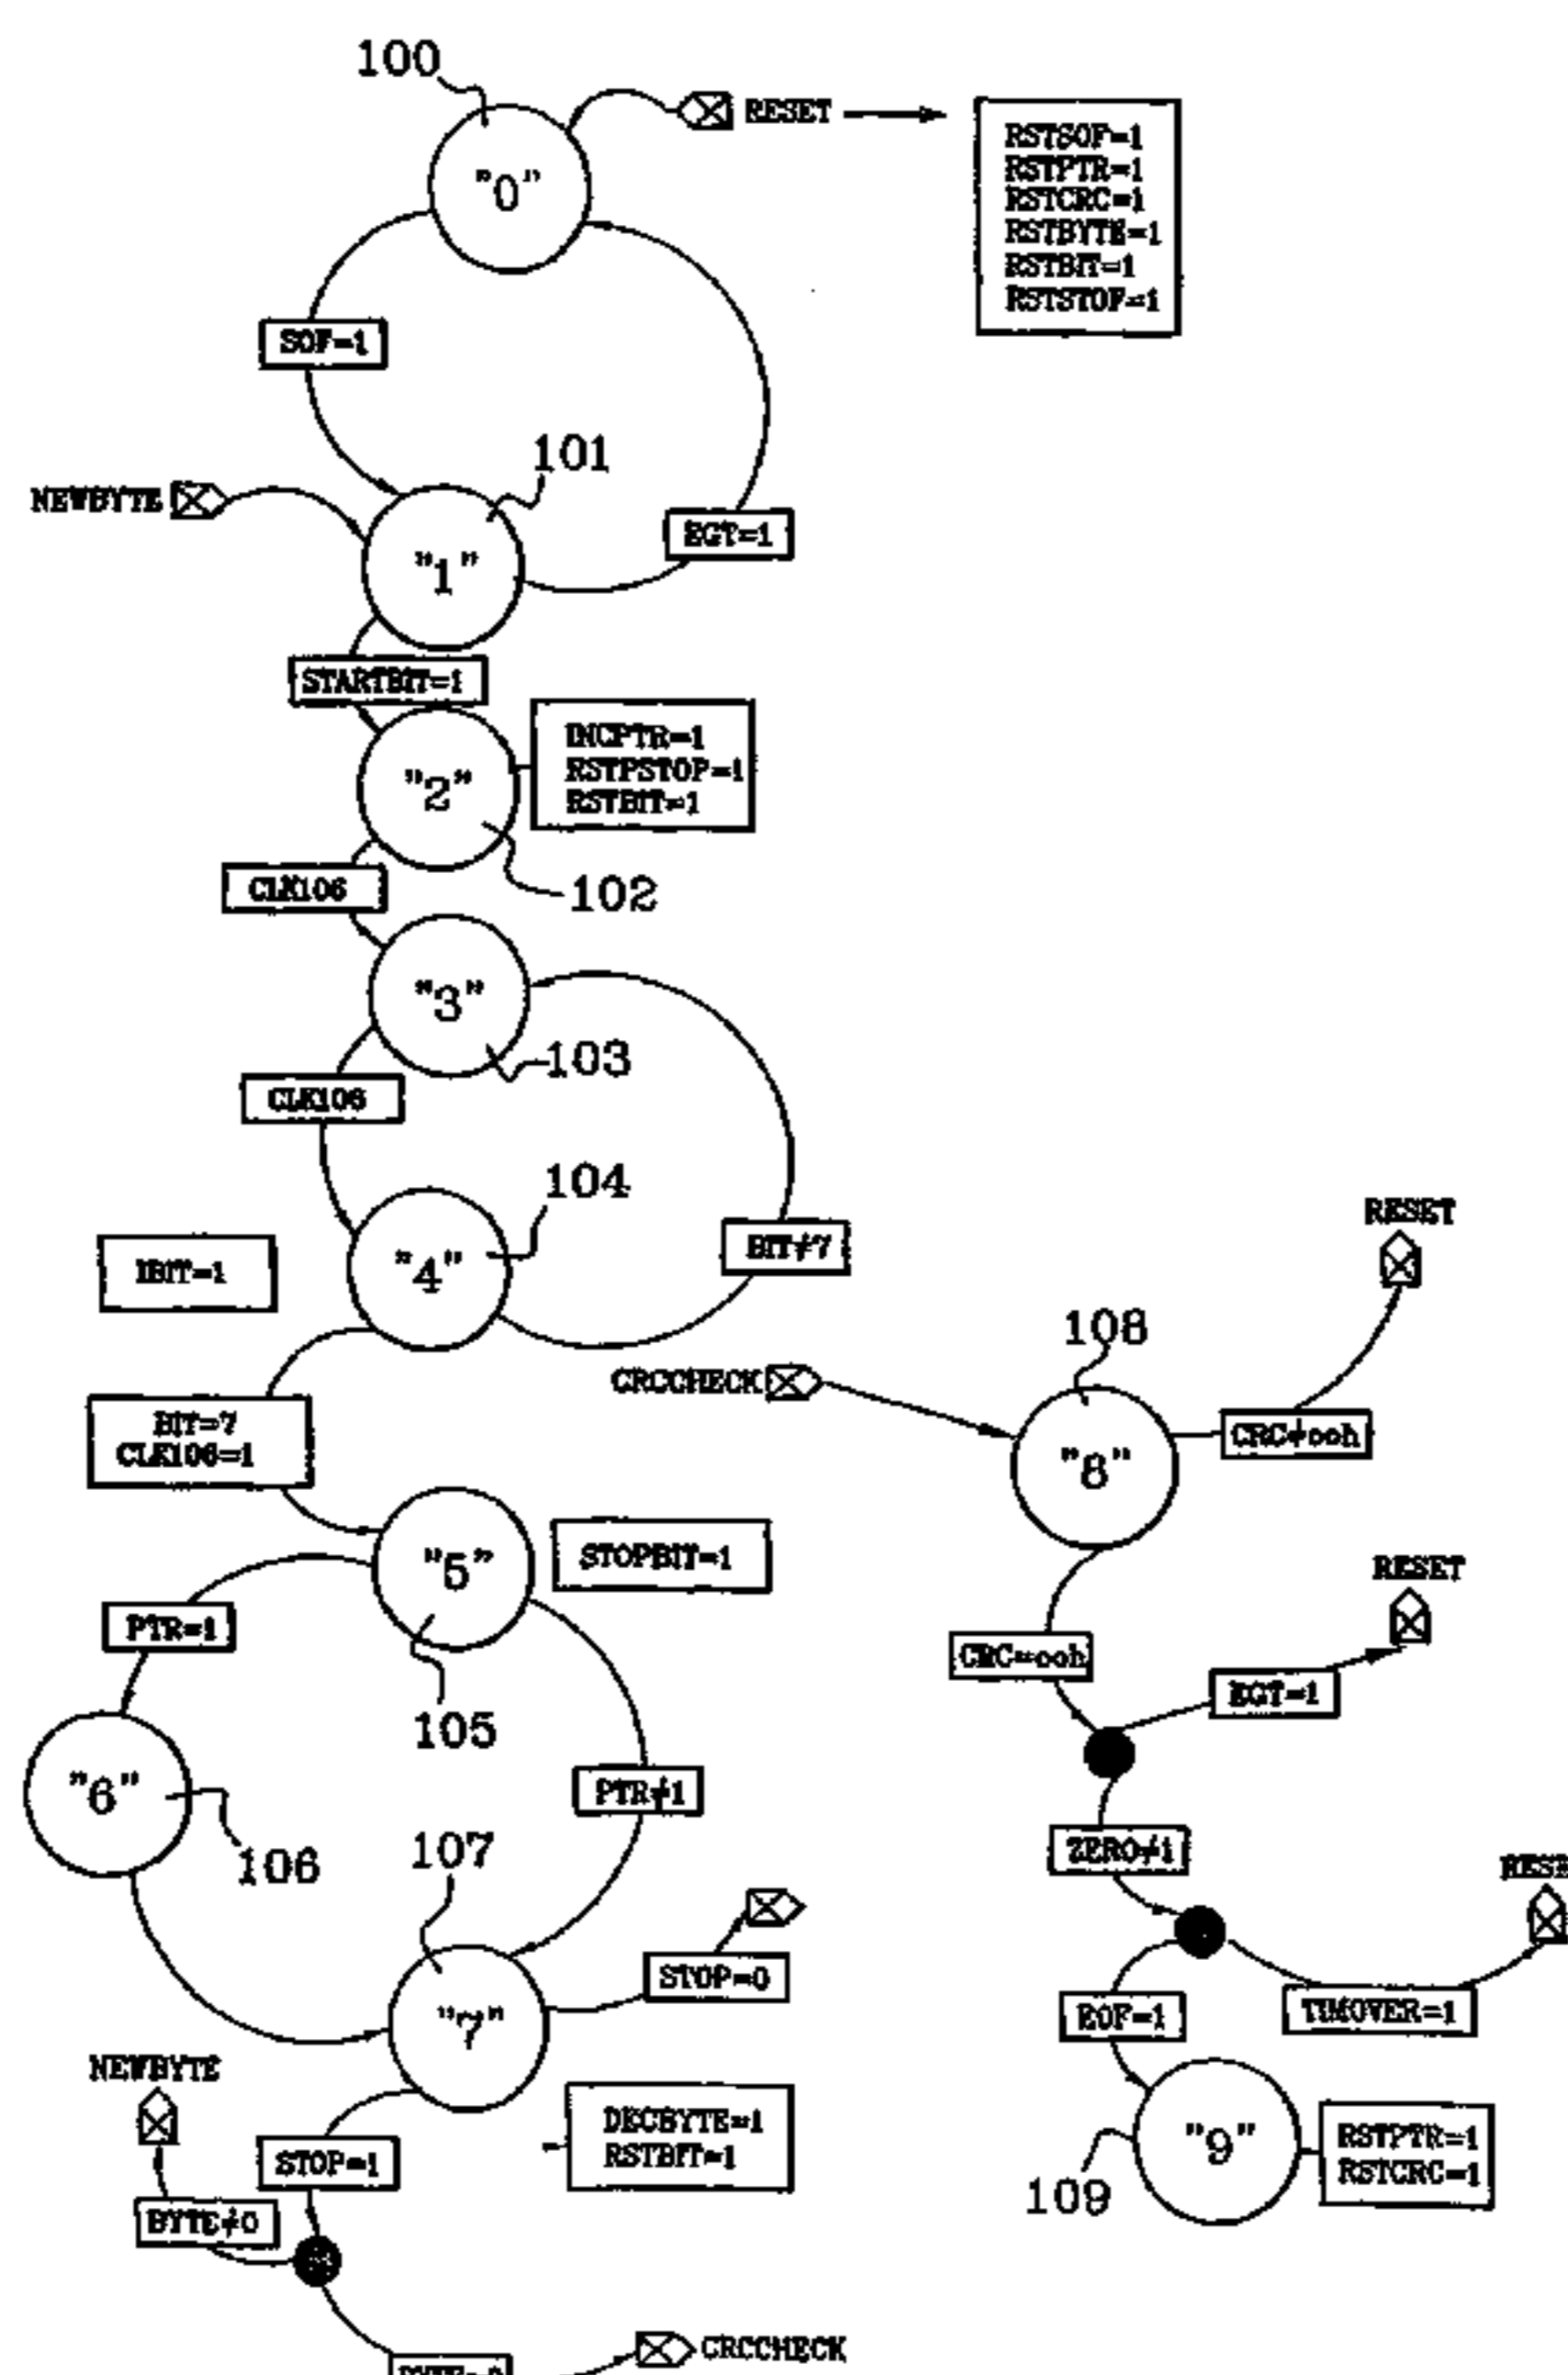 100
RESET
"0"
RSTSOF=1
RSTPTR=1
RSTCRC=1
RSTBYTE=1
RSTBIT=1
RSTSTOF=1
SOF=1
101
NEWBYTE
EGT=1
"1"
STARTBIT=1
INCPTR=1
RSTPSTOP=1
RSTBIT=1
"2"
CLK106
102
"3"
103
CLK106
104
IBIT=1
"4"
BIT≠7
BIT=7
CLK106=1
"5"
STOPBIT=1
PTR=1
105
"6"
PTR≠1
106
107
STOP=0
"7"
NEWBYTE
DECBYTE=1
RSTBIT=1
STOP=1
BYTE≠0
CRCCHECK
RESET
108
CRCCHECK
"8"
CRC≠ooh
RESET
CRC=ooh
EGT=1
ZERO≠1
RESE
EOF=1
TIMOVER=1
"9"
RSTPTR=1
RSTCRC=1
109